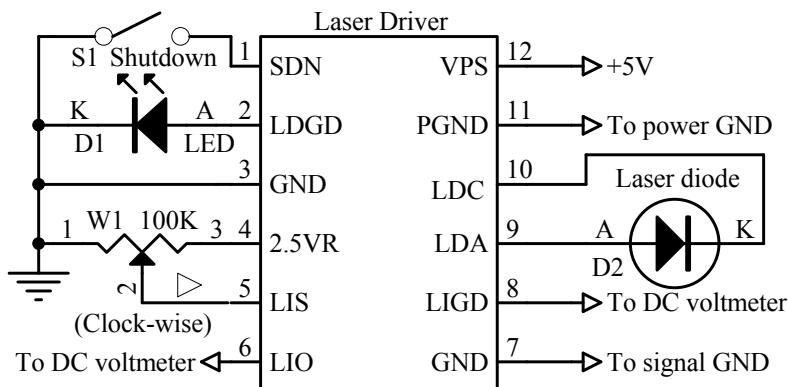 Laser Driver
S1 Shutdown
1 SDN
VPS 12 +5V
K A 2 LDGD
D1 LED
PGND 11 To power GND
3 GND
LDC 10
Laser diode
1 W1 100K 3 4 2.5VR
LDA 9 A K
D2
2 5 LIS
(Clock-wise)
LIGD 8 To DC voltmeter
To DC voltmeter 6 LIO
GND 7 To signal GND